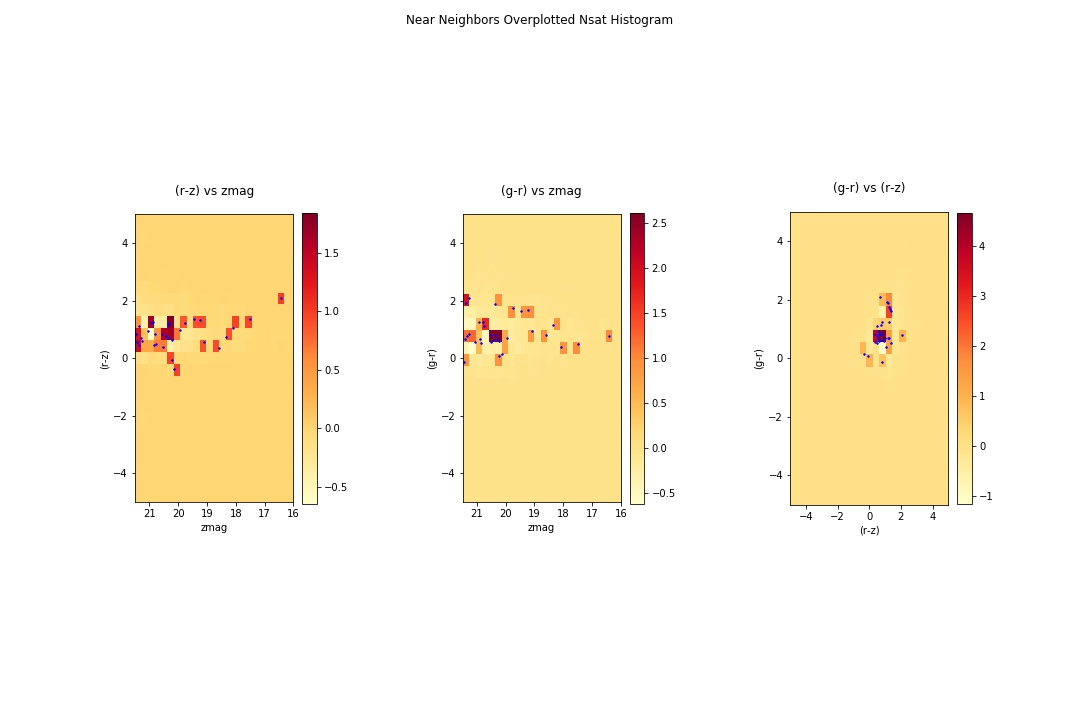 Near Neighbors Overplotted Nsat Histogram
(r-z) vs zmag
(r-z)
4
2
0
−2
−4
21 20 19 18 17 16
zmag
1.5
1.0
0.5
0.0
−0.5
(g-r) vs zmag
(g-r)
4
2
0
−2
−4
21 20 19 18 17 16
zmag
2.5
2.0
1.5
1.0
0.5
0.0
−0.5
(g-r) vs (r-z)
(g-r)
4
2
0
−2
−4
−4 −2 0 2 4
(r-z)
4
3
2
1
0
−1